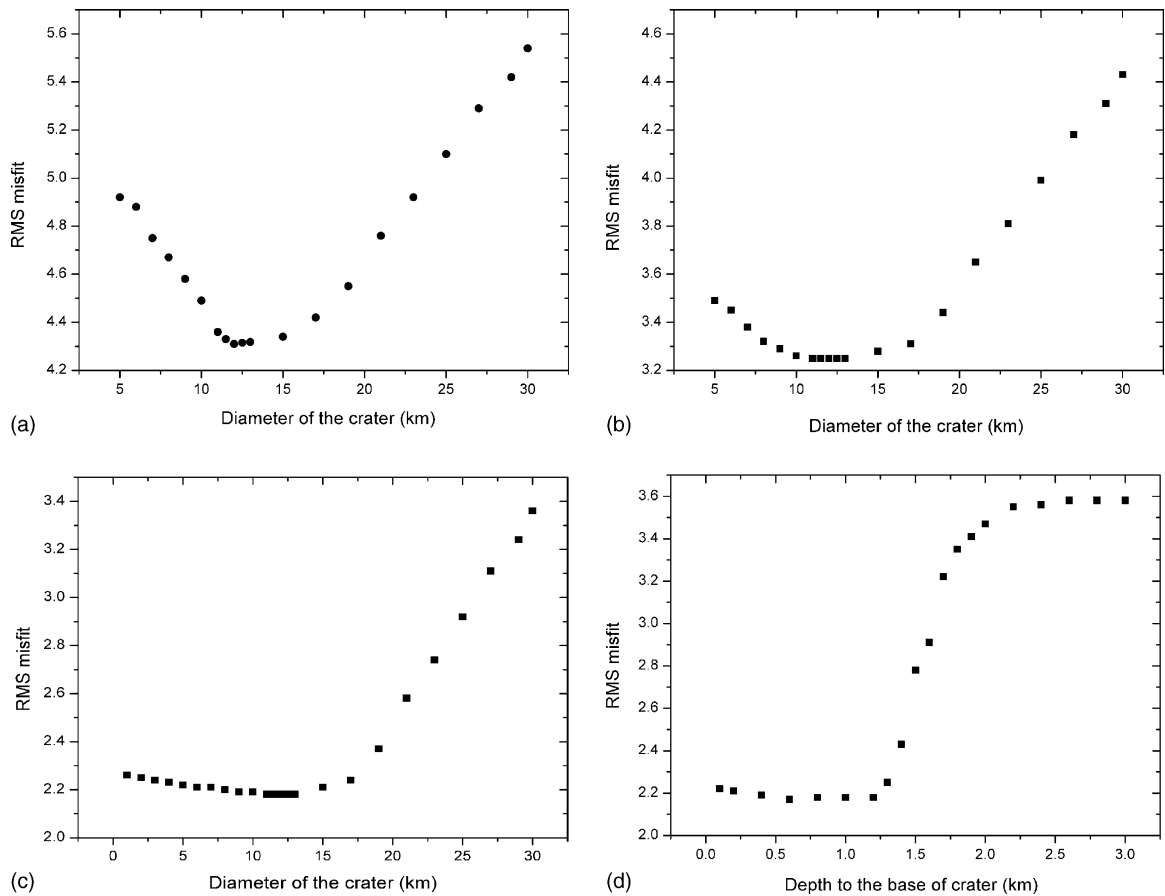 5.6
5.4
5.2
5.0
4.8
4.6
4.4
4.2
RMS misfit
5 10 15 20 25 30
Diameter of the crater (km)
(a)
4.6
4.4
4.2
4.0
3.8
3.6
3.4
3.2
RMS misfit
5 10 15 20 25 30
Diameter of the crater (km)
(b)
3.4
3.2
3.0
2.8
2.6
2.4
2.2
2.0
RMS misfit
0 5 10 15 20 25 30
Diameter of the crater (km)
(c)
3.6
3.4
3.2
3.0
2.8
2.6
2.4
2.2
2.0
RMS misfit
0.0 0.5 1.0 1.5 2.0 2.5 3.0
Depth to the base of crater (km)
(d)